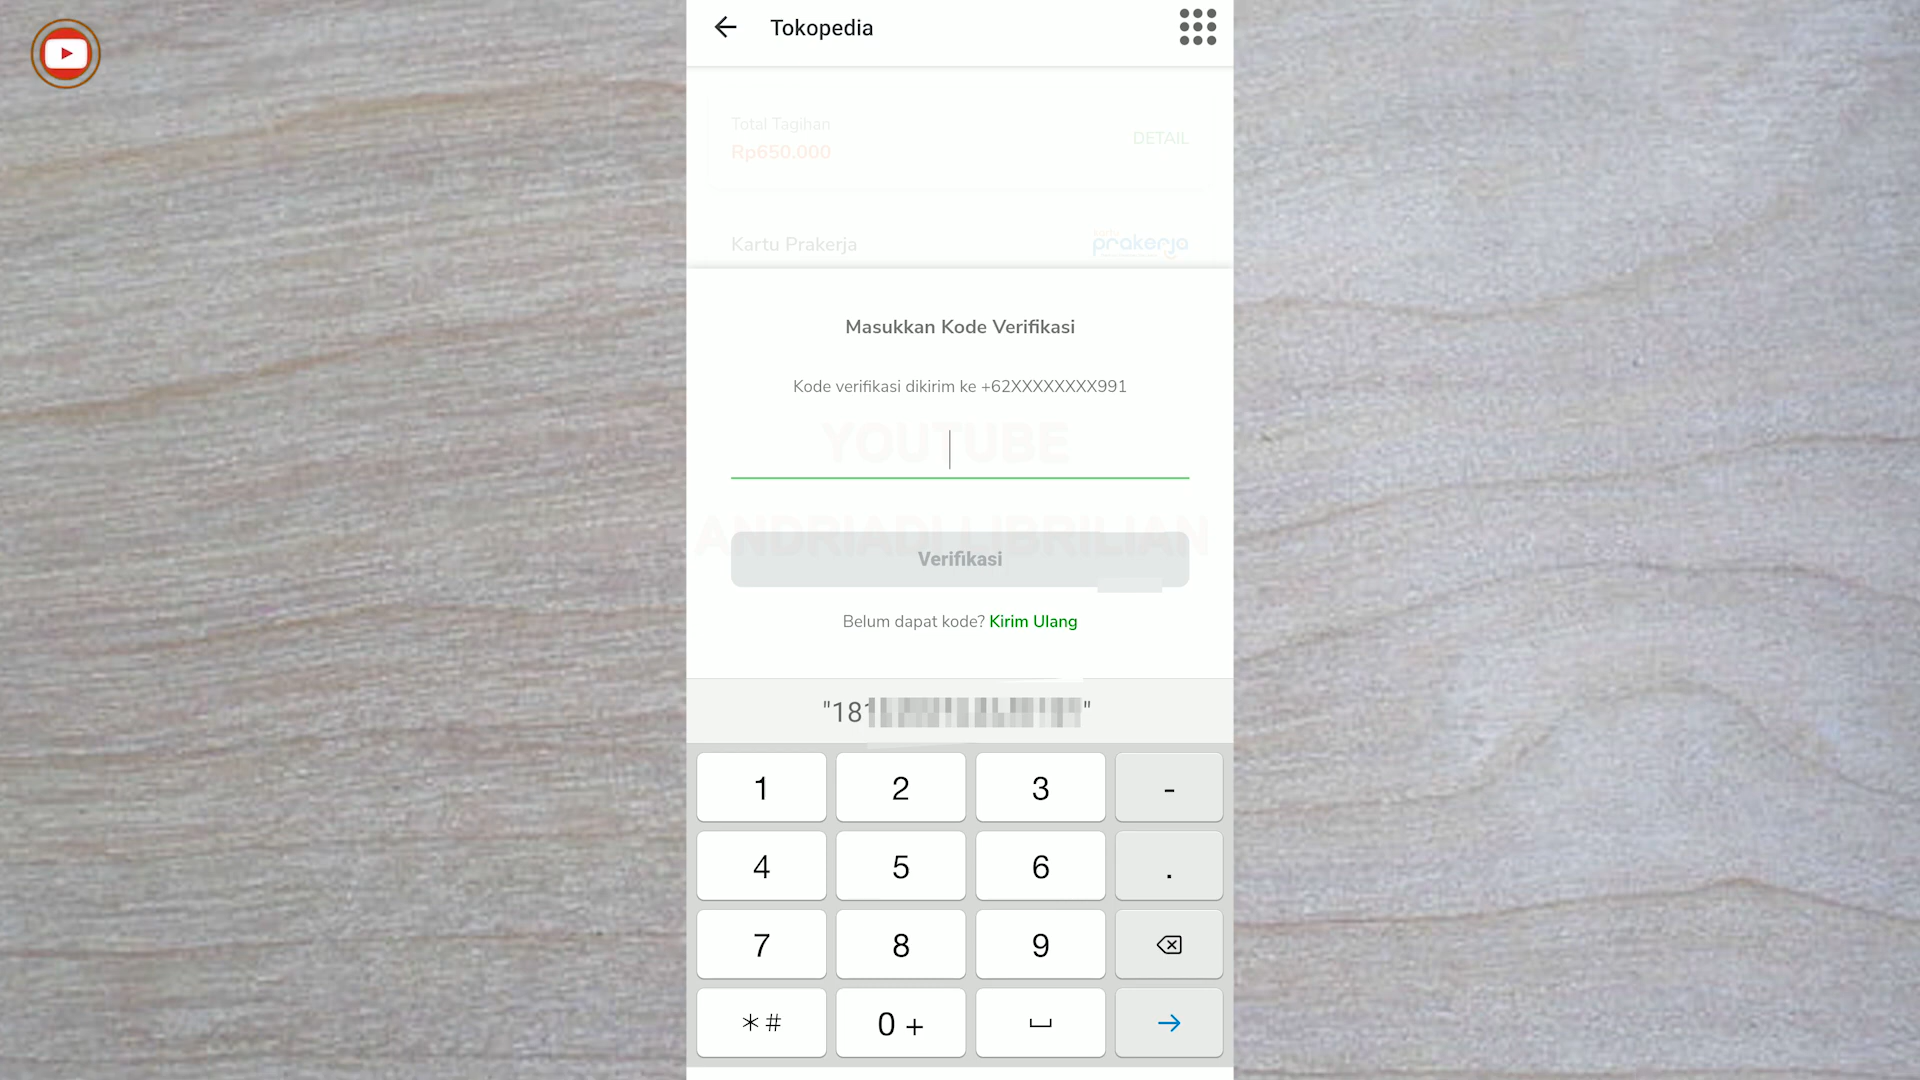 Tokopedia
Total Tagihan
Rp650.000
DETAIL
Kartu Prakerja
prakerja
Masukkan Kode Verifikasi
Kode verifikasi dikirim ke +62XXXXXXXX991
YOUTUBE
ANDRIADI LIBRILIAN
Verifikasi
Belum dapat kode? Kirim Ulang
"18
"
1 2 3 -
4 5 6 .
7 8 9
*# 0 +